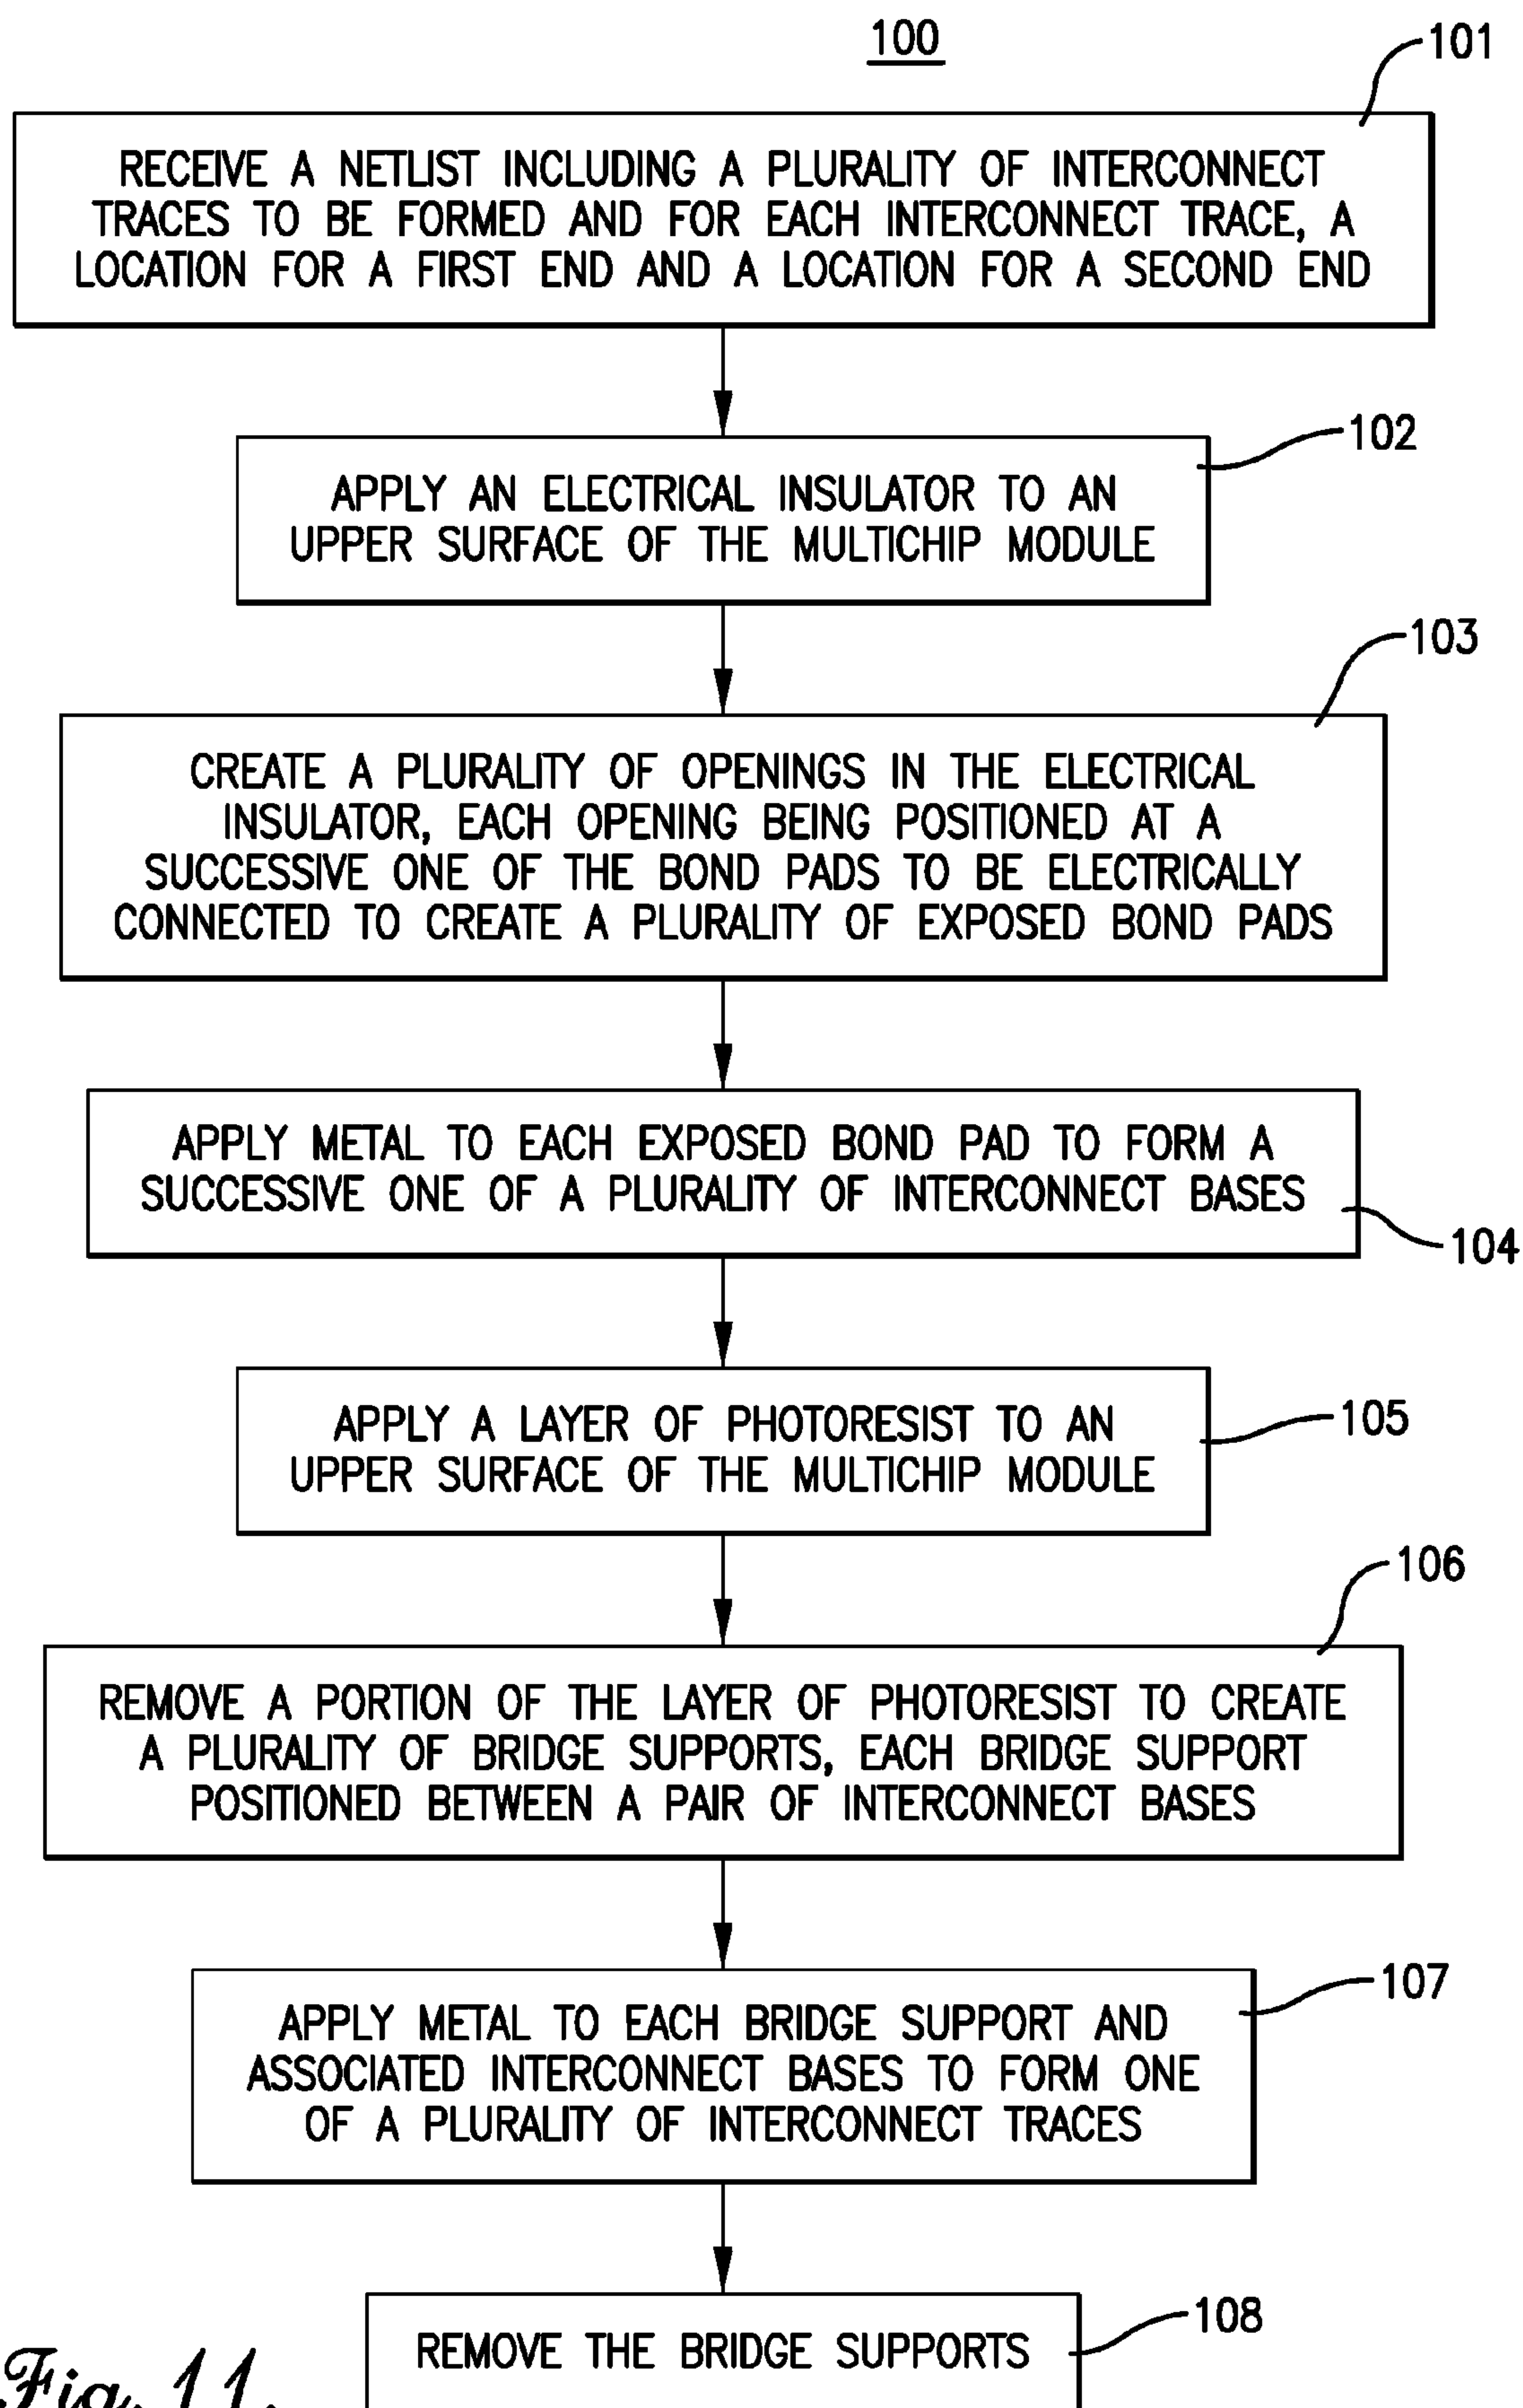 100
101
RECEIVE A NETLIST INCLUDING A PLURALITY OF INTERCONNECT
TRACES TO BE FORMED AND FOR EACH INTERCONNECT TRACE, A
LOCATION FOR A FIRST END AND A LOCATION FOR A SECOND END
102
APPLY AN ELECTRICAL INSULATOR TO AN
UPPER SURFACE OF THE MULTICHIP MODULE
103
CREATE A PLURALITY OF OPENINGS IN THE ELECTRICAL
INSULATOR, EACH OPENING BEING POSITIONED AT A
SUCCESSIVE ONE OF THE BOND PADS TO BE ELECTRICALLY
CONNECTED TO CREATE A PLURALITY OF EXPOSED BOND PADS
APPLY METAL TO EACH EXPOSED BOND PAD TO FORM A
SUCCESSIVE ONE OF A PLURALITY OF INTERCONNECT BASES
104
105
APPLY A LAYER OF PHOTORESIST TO AN
UPPER SURFACE OF THE MULTICHIP MODULE
106
REMOVE A PORTION OF THE LAYER OF PHOTORESIST TO CREATE
A PLURALITY OF BRIDGE SUPPORTS, EACH BRIDGE SUPPORT
POSITIONED BETWEEN A PAIR OF INTERCONNECT BASES
107
APPLY METAL TO EACH BRIDGE SUPPORT AND
ASSOCIATED INTERCONNECT BASES TO FORM ONE
OF A PLURALITY OF INTERCONNECT TRACES
108
REMOVE THE BRIDGE SUPPORTS
Fig. 11.